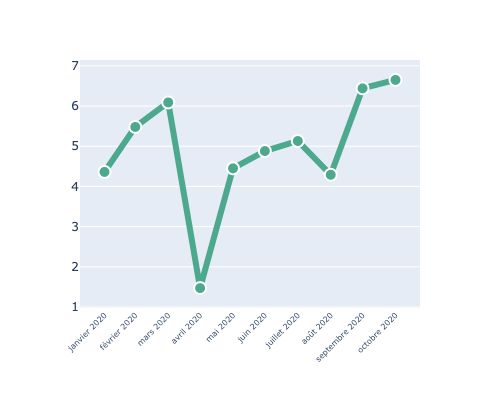 7
6
5
4
3
2
1
janvier 2020
février 2020
mars 2020
avril 2020
mai 2020
juin 2020
juillet 2020
août 2020
septembre 2020
octobre 2020